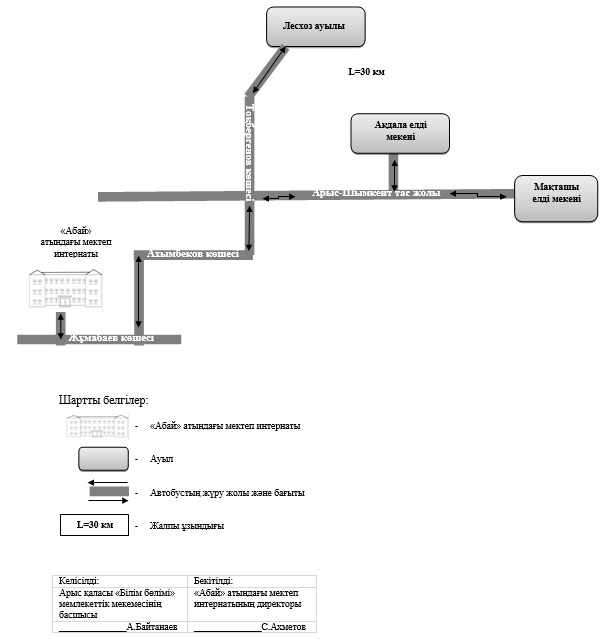 Лесхоз ауылы
L=30 км
Тоқбергенов көшесі
Ақдала елді
мекені
Арыс-Шымкент тас жолы
Мақташы
елді мекені
«Абай»
атындағы мектеп
интернаты
Ахымбеков көшесі
Жұмабаев көшесі
Шартты белгілер:
- «Абай» атындағы мектеп интернаты
- Ауыл
- Автобустың жүру жолы және бағыты
L=30 км - Жалпы ұзындығы
Келісілді:
Арыс қаласы «Білім бөлімі»
мемлекеттік мекемесінің
басшысы
______________А.Байтанаев
Бекітілді:
«Абай» атындағы мектеп
интернатының директоры
______________С.Ахметов